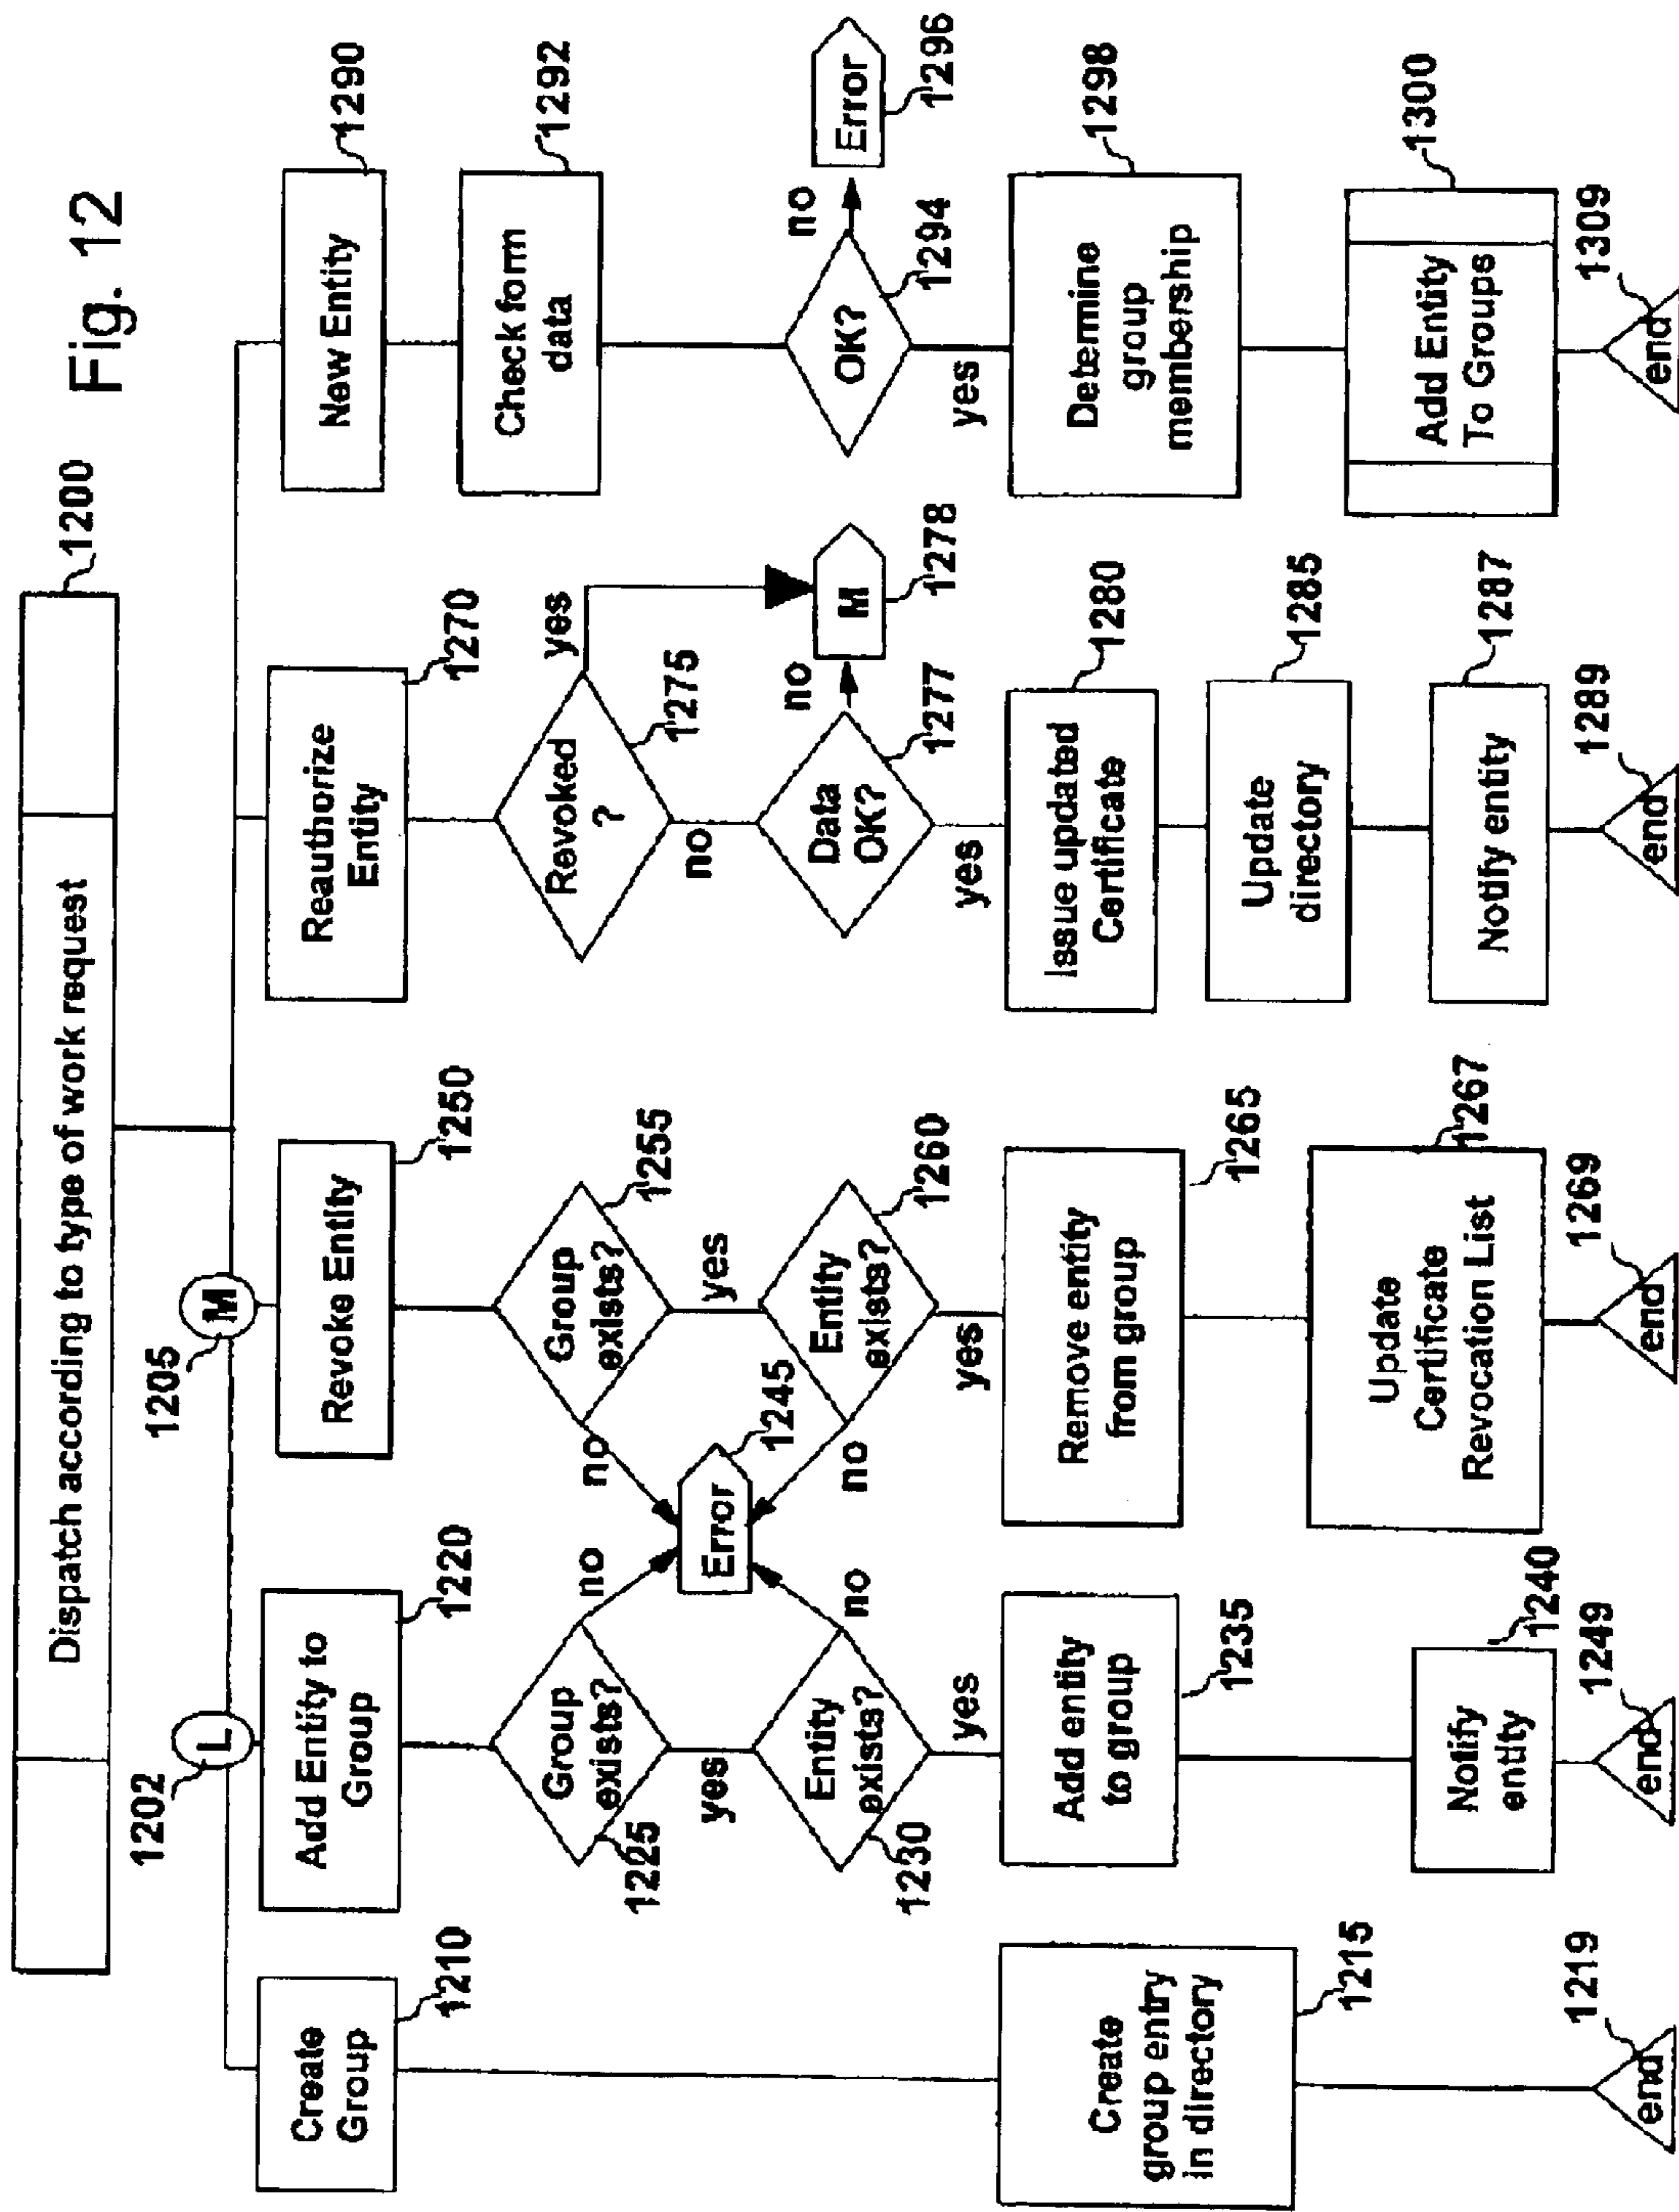 Fig. 12
Dispatch according to type of work request
1200
1202
L
1205
M
Create
Group
1210
Create
group entry
in directory
1215
end
1219
Add Entity to
Group
1220
Group
exists?
1225
no
yes
Entity
exists?
1230
no
yes
Add entity
to group
1235
Notify
entity
1240
end
1249
Error
1245
Revoke Entity
1250
Group
exists?
1255
no
yes
Entity
exists?
1260
no
yes
Remove entity
from group
1265
Update
Certificate
Revocation List
1267
end
1269
Reauthorize
Entity
1270
Revoked
?
1275
yes
no
Data
OK?
1277
no
M
1278
yes
Issue updated
Certificate
1280
Update
directory
1285
Notify entity
1287
end
1289
New Entity
1290
Check form
data
1292
OK?
1294
no
Error
1296
yes
Determine
group
membership
1298
Add Entity
To Groups
1300
end
1309